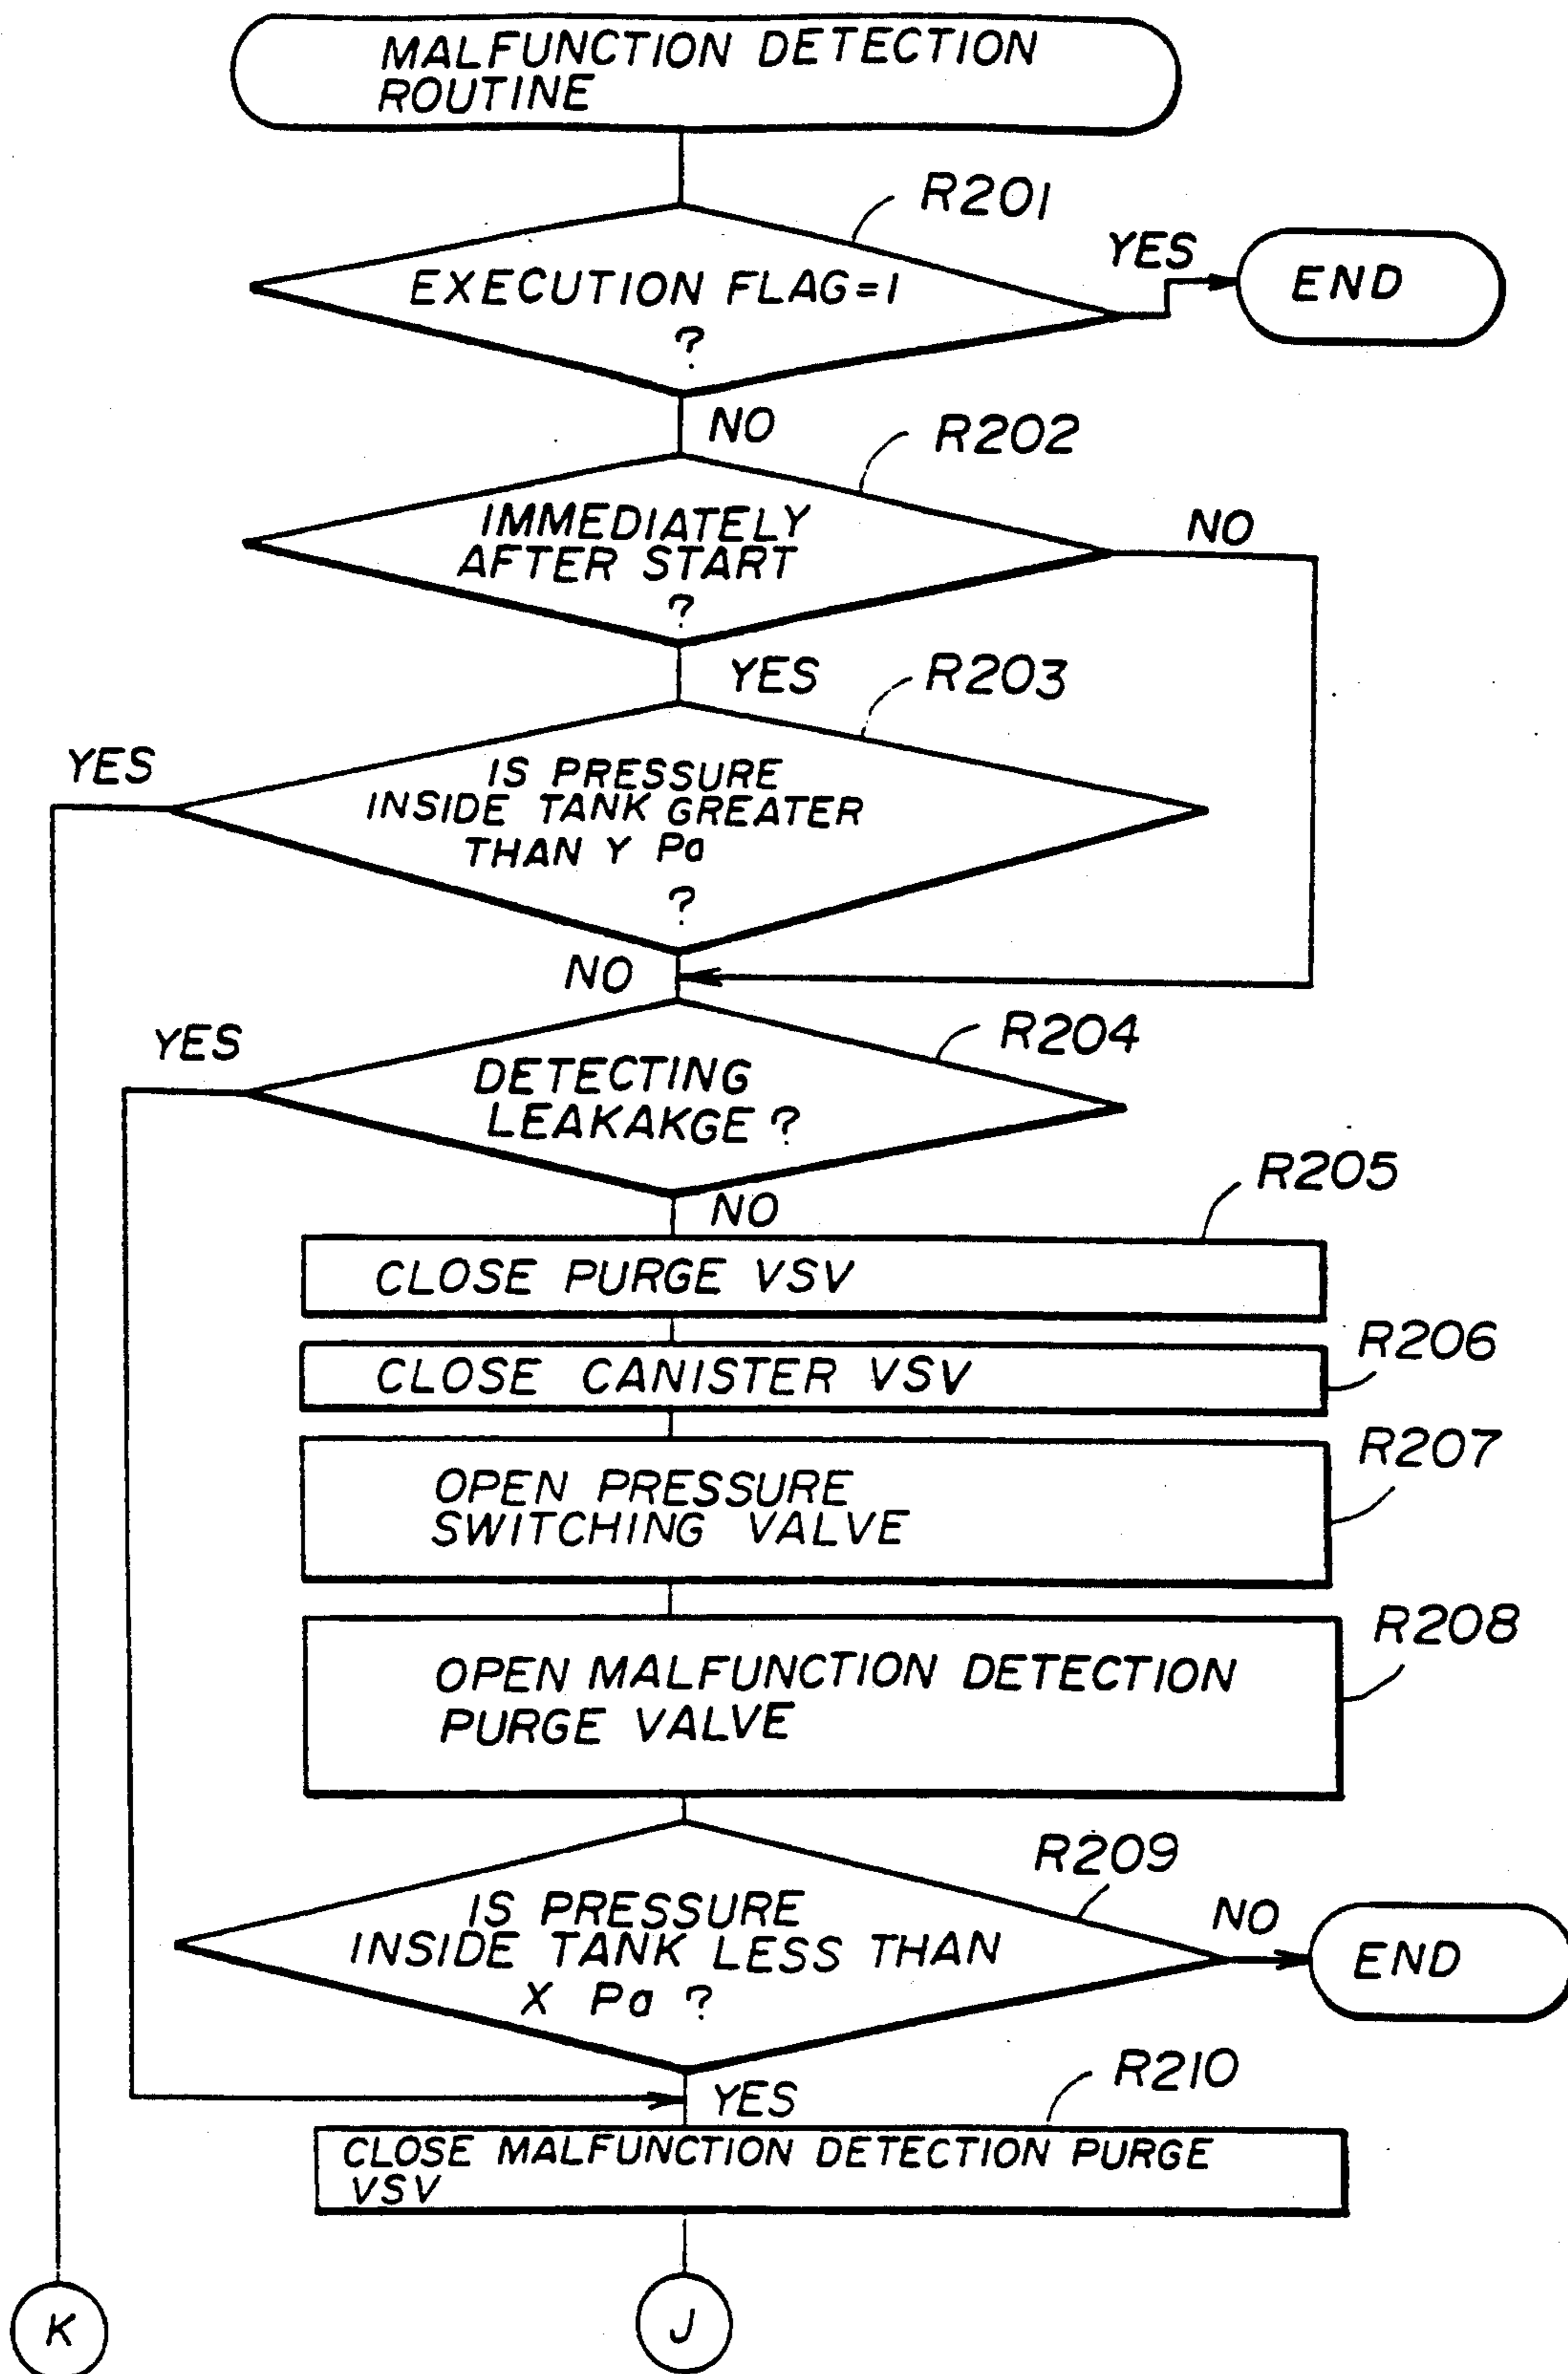 MALFUNCTION DETECTION
ROUTINE
R201
YES
END
EXECUTION FLAG=1
?
NO
R202
IMMEDIATELY
AFTER START
?
NO
YES
R203
YES
IS PRESSURE
INSIDE TANK GREATER
THAN Y Pa
?
NO
YES
R204
DETECTING
LEAKAKGE ?
NO
R205
CLOSE PURGE VSV
R206
CLOSE CANISTER VSV
R207
OPEN PRESSURE
SWITCHING VALVE
R208
OPEN MALFUNCTION DETECTION
PURGE VALVE
R209
IS PRESSURE
INSIDE TANK LESS THAN
X Pa ?
NO
END
YES
R210
CLOSE MALFUNCTION DETECTION PURGE
VSV
K
J